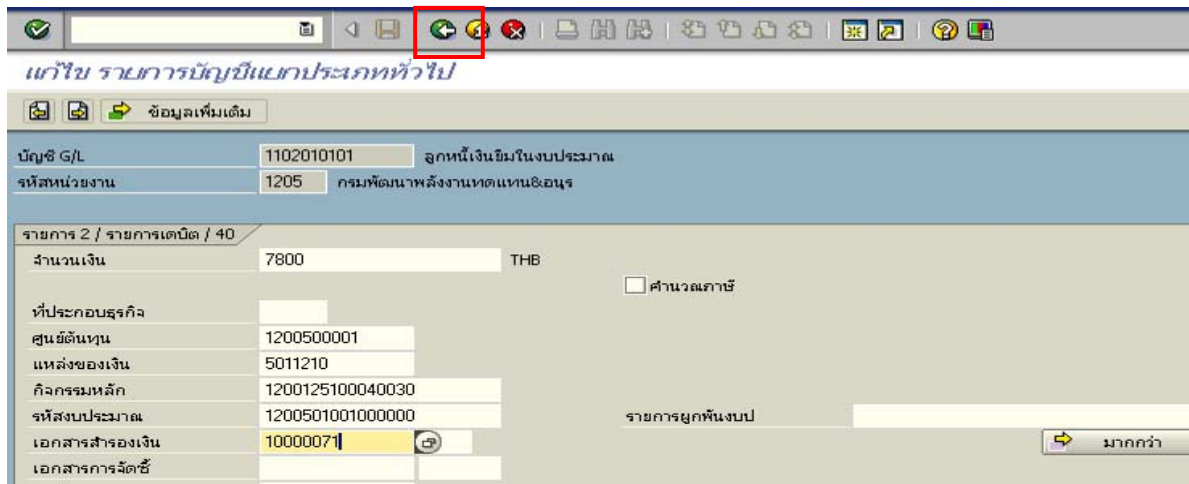 แก้ไข รายการบัญชีแยกประเภททั่วไป
ข้อมูลเพิ่มเติม
บัญชี G/L 1102010101 ลูกหนี้เงินยืมในงบประมาณ
รหัสหน่วยงาน 1205 กรมพัฒนาพลังงานทดแทน&อนุร
รายการ 2 / รายการเดบิต / 40
จำนวนเงิน 7800 THB
คำนวณภาษี
ที่ประกอบธุรกิจ
ศูนย์ต้นทุน 1200500001
แหล่งของเงิน 5011210
กิจกรรมหลัก 1200125100040030
รหัสงบประมาณ 1200501001000000 รายการผูกพันงบป
เอกสารสำรองเงิน 10000071
มากกว่า
เอกสารการจัดซื้